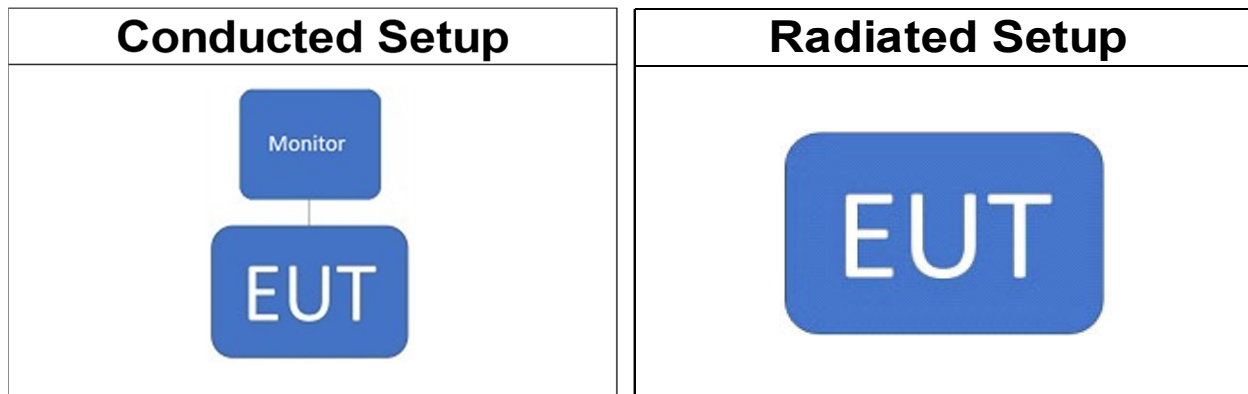 Conducted Setup
Monitor
EUT
Radiated Setup
EUT